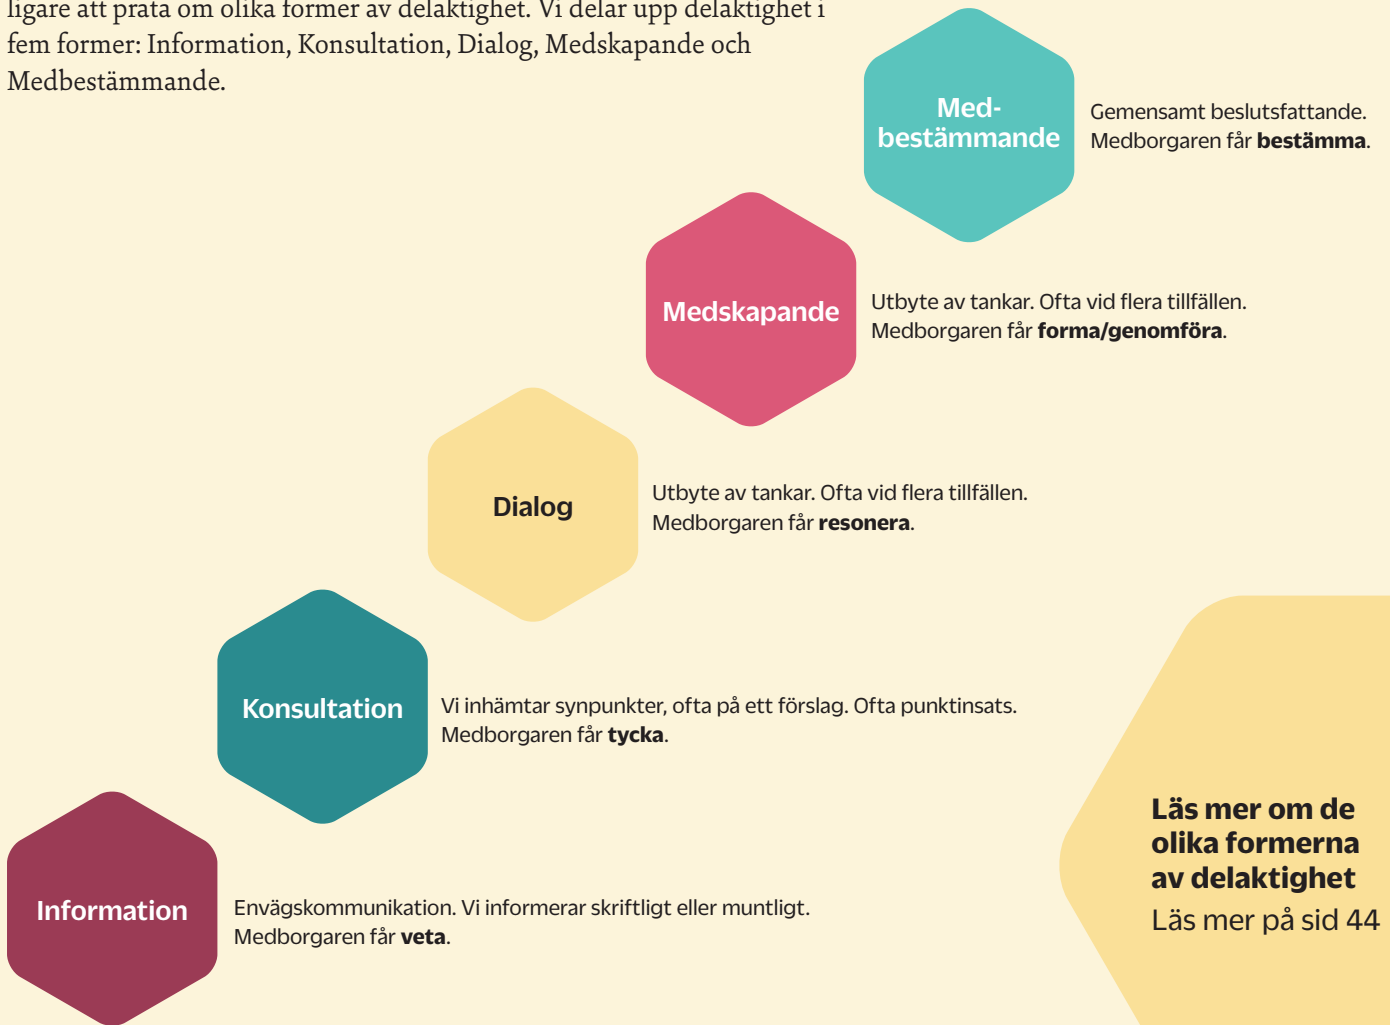 ligare att prata om olika former av delaktighet. Vi delar upp delaktighet i
fem former: Information, Konsultation, Dialog, Medskapande och
Medbestämmande.
Med-
bestämmande
Gemensamt beslutsfattande.
Medborgaren får bestämma.
Medskapande
Utbyte av tankar. Ofta vid flera tillfällen.
Medborgaren får forma/genomföra.
Dialog
Utbyte av tankar. Ofta vid flera tillfällen.
Medborgaren får resonera.
Konsultation
Vi inhämtar synpunkter, ofta på ett förslag. Ofta punktinsats.
Medborgaren får tycka.
Information
Envägskommunikation. Vi informerar skriftligt eller muntligt.
Medborgaren får veta.
Läs mer om de
olika formerna
av delaktighet
Läs mer på sid 44